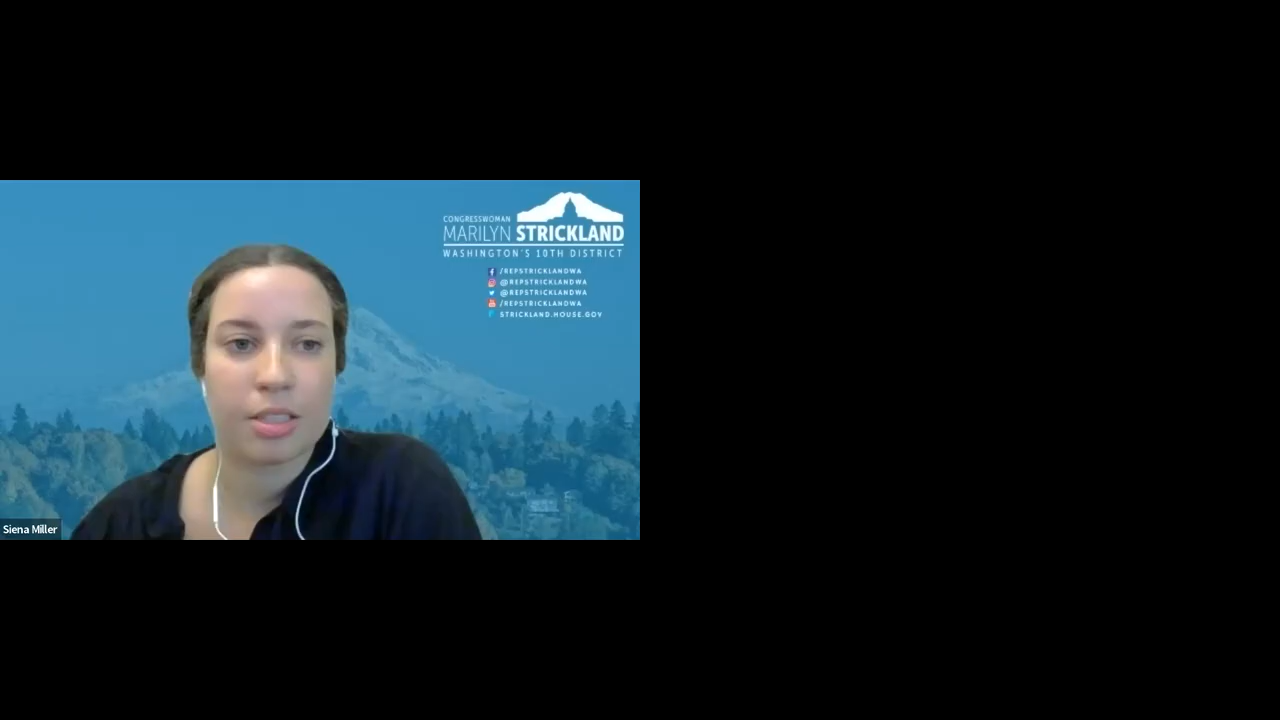 CONGRESSWOMAN
MARILYN STRICKLAND
WASHINGTON'S 10TH DISTRICT
/REPSTRICKLANDWA
@REPSTRICKLANDWA
@REPSTRICKLANDWA
/REPSTRICKLANDWA
STRICKLAND.HOUSE.GOV
Siena Miller